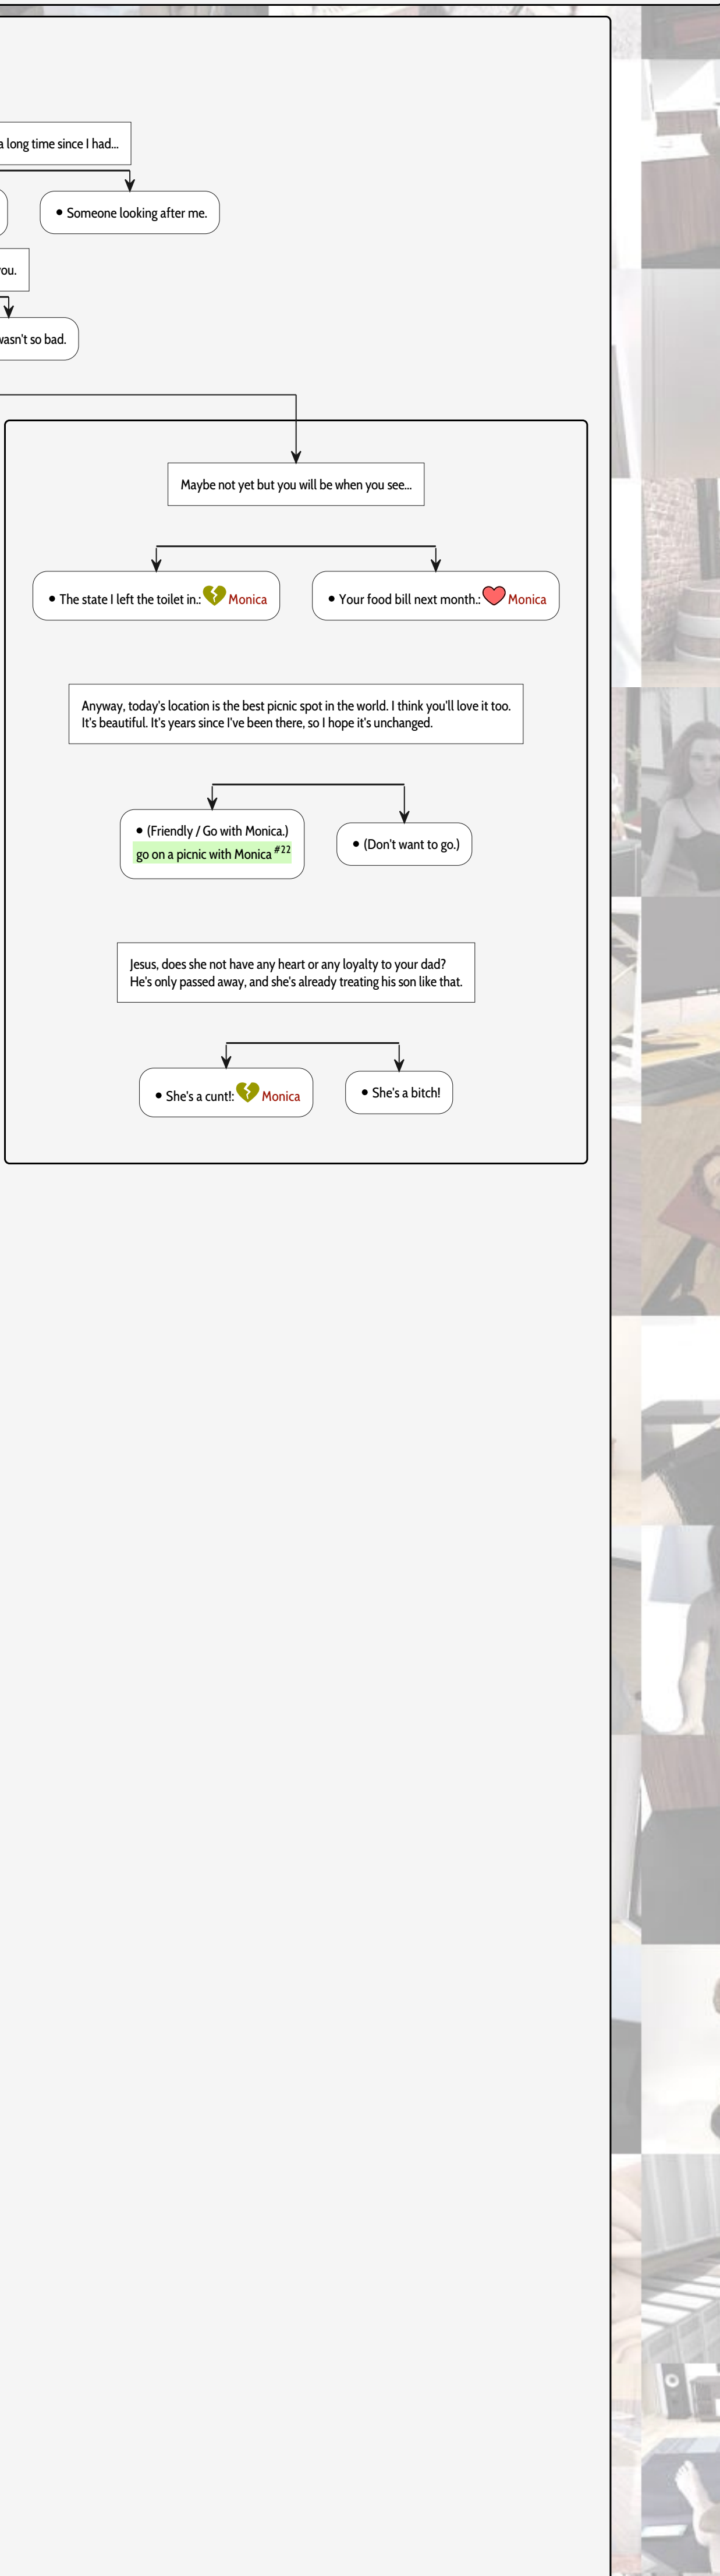 a long time since I had...
• Someone looking after me.
you.
wasn't so bad.
Maybe not yet but you will be when you see...
• The state I left the toilet in.: Monica
• Your food bill next month.: Monica
Anyway, today's location is the best picnic spot in the world. I think you'll love it too.
It's beautiful. It's years since I've been there, so I hope it's unchanged.
• (Friendly / Go with Monica.)
go on a picnic with Monica #22
• (Don't want to go.)
Jesus, does she not have any heart or any loyalty to your dad?
He's only passed away, and she's already treating his son like that.
• She's a cunt!: Monica
• She's a bitch!